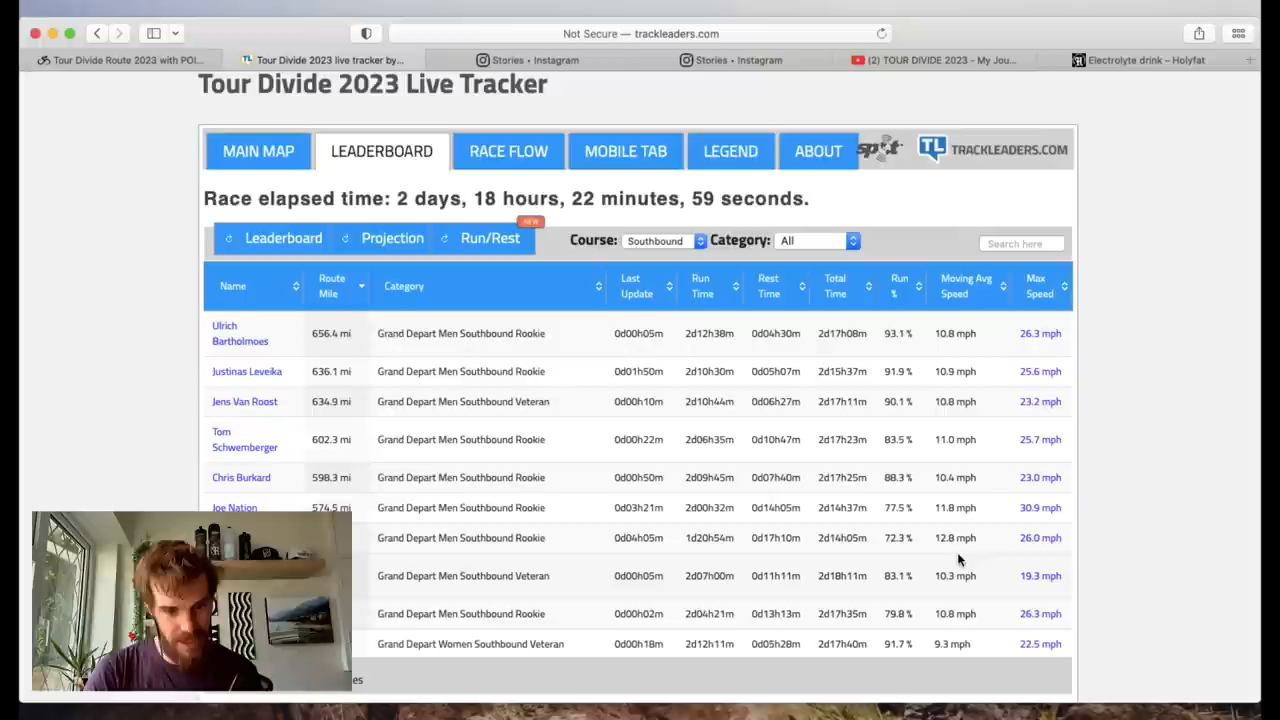 Not Secure — trackleaders.com
Tour Divide Route 2023 with POI...
TL Tour Divide 2023 live tracker by...
Stories • Instagram
Stories • Instagram
(2) TOUR DIVIDE 2023 - My Jou...
Electrolyte drink – Holyfat
Tour Divide 2023 Live Tracker
MAIN MAP LEADERBOARD RACE FLOW MOBILE TAB LEGEND ABOUT spot TL TRACKLEADERS.COM
Race elapsed time: 2 days, 18 hours, 22 minutes, 59 seconds.
NEW
Leaderboard Projection Run/Rest Course: Southbound Category: All Search here
Name Route Mile Category Last Update Run Time Rest Time Total Time Run % Moving Avg Speed Max Speed
Ulrich Bartholmoes 656.4 mi Grand Depart Men Southbound Rookie 0d00h05m 2d12h38m 0d04h30m 2d17h08m 93.1 % 10.8 mph 26.3 mph
Justinas Leveika 636.1 mi Grand Depart Men Southbound Rookie 0d01h50m 2d10h30m 0d05h07m 2d15h37m 91.9 % 10.9 mph 25.6 mph
Jens Van Roost 634.9 mi Grand Depart Men Southbound Veteran 0d00h10m 2d10h44m 0d06h27m 2d17h11m 90.1 % 10.8 mph 23.2 mph
Tom Schwemberger 602.3 mi Grand Depart Men Southbound Rookie 0d00h22m 2d06h35m 0d10h47m 2d17h23m 83.5 % 11.0 mph 25.7 mph
Chris Burkard 598.3 mi Grand Depart Men Southbound Rookie 0d00h50m 2d09h45m 0d07h40m 2d17h25m 88.3 % 10.4 mph 23.0 mph
Joe Nation 574.5 mi Grand Depart Men Southbound Rookie 0d03h21m 2d00h32m 0d14h05m 2d14h37m 77.5 % 11.8 mph 30.9 mph
Grand Depart Men Southbound Rookie 0d04h05m 1d20h54m 0d17h10m 2d14h05m 72.3 % 12.8 mph 26.0 mph
Grand Depart Men Southbound Veteran 0d00h05m 2d07h00m 0d11h11m 2d18h11m 83.1 % 10.3 mph 19.3 mph
Grand Depart Men Southbound Rookie 0d00h02m 2d04h21m 0d13h13m 2d17h35m 79.8 % 10.8 mph 26.3 mph
Grand Depart Women Southbound Veteran 0d00h18m 2d12h11m 0d05h28m 2d17h40m 91.7 % 9.3 mph 22.5 mph